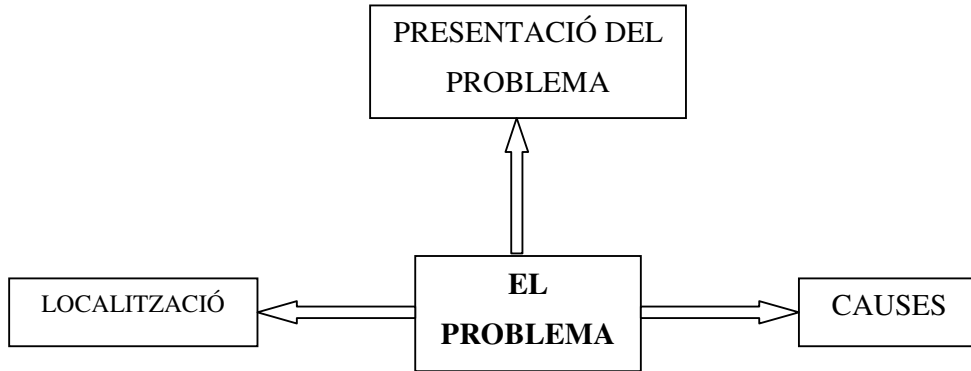 PRESENTACIÓ DEL
PROBLEMA
LOCALITZACIÓ
EL
PROBLEMA
CAUSES